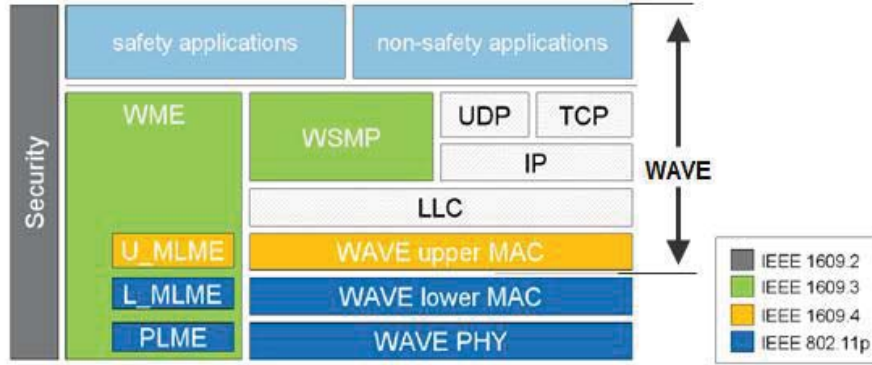 safety applications
non-safety applications
Security
WME
WSMP
UDP
TCP
IP
WAVE
LLC
U_MLME
WAVE upper MAC
L_MLME
WAVE lower MAC
PLME
WAVE PHY
IEEE 1609.2
IEEE 1609.3
IEEE 1609.4
IEEE 802.11p